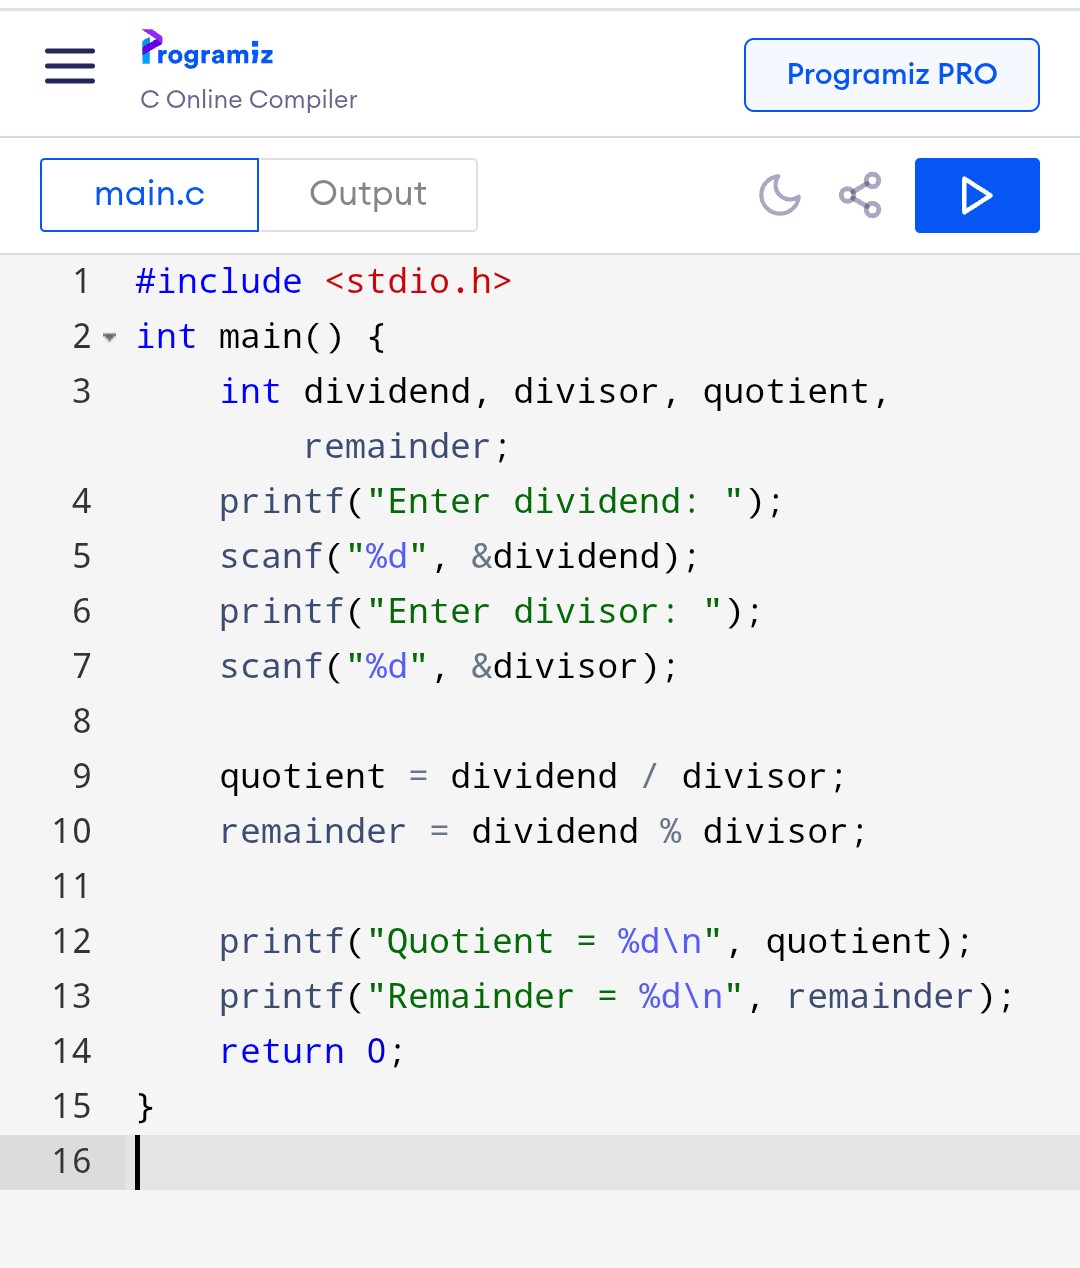 Programiz
C Online Compiler
Programiz PRO
main.c
Output
1 #include <stdio.h>
2 int main() {
3     int dividend, divisor, quotient,
        remainder;
4     printf("Enter dividend: ");
5     scanf("%d", &dividend);
6     printf("Enter divisor: ");
7     scanf("%d", &divisor);
8
9     quotient = dividend / divisor;
10     remainder = dividend % divisor;
11
12     printf("Quotient = %d\n", quotient);
13     printf("Remainder = %d\n", remainder);
14     return 0;
15 }
16